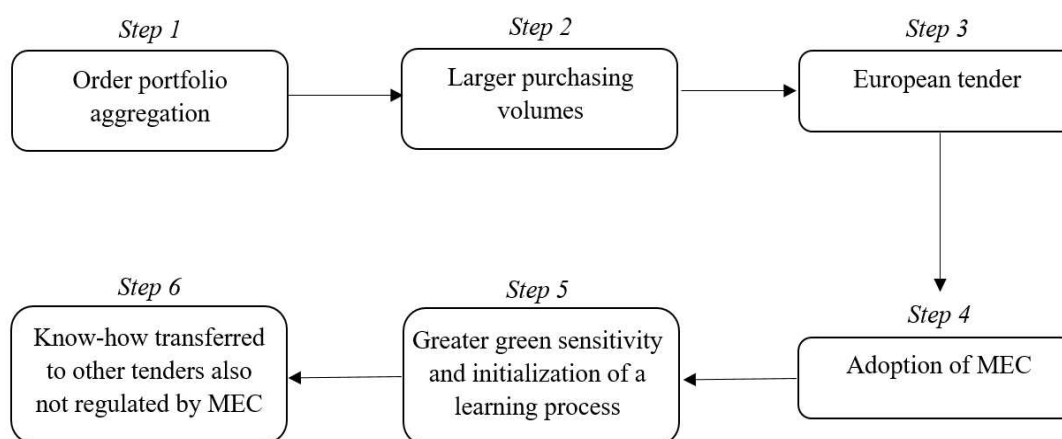 Step 1
Order portfolio
aggregation
Step 2
Larger purchasing
volumes
Step 3
European tender
Step 4
Adoption of MEC
Step 5
Greater green sensitivity
and initialization of a
learning process
Step 6
Know-how transferred
to other tenders also
not regulated by MEC